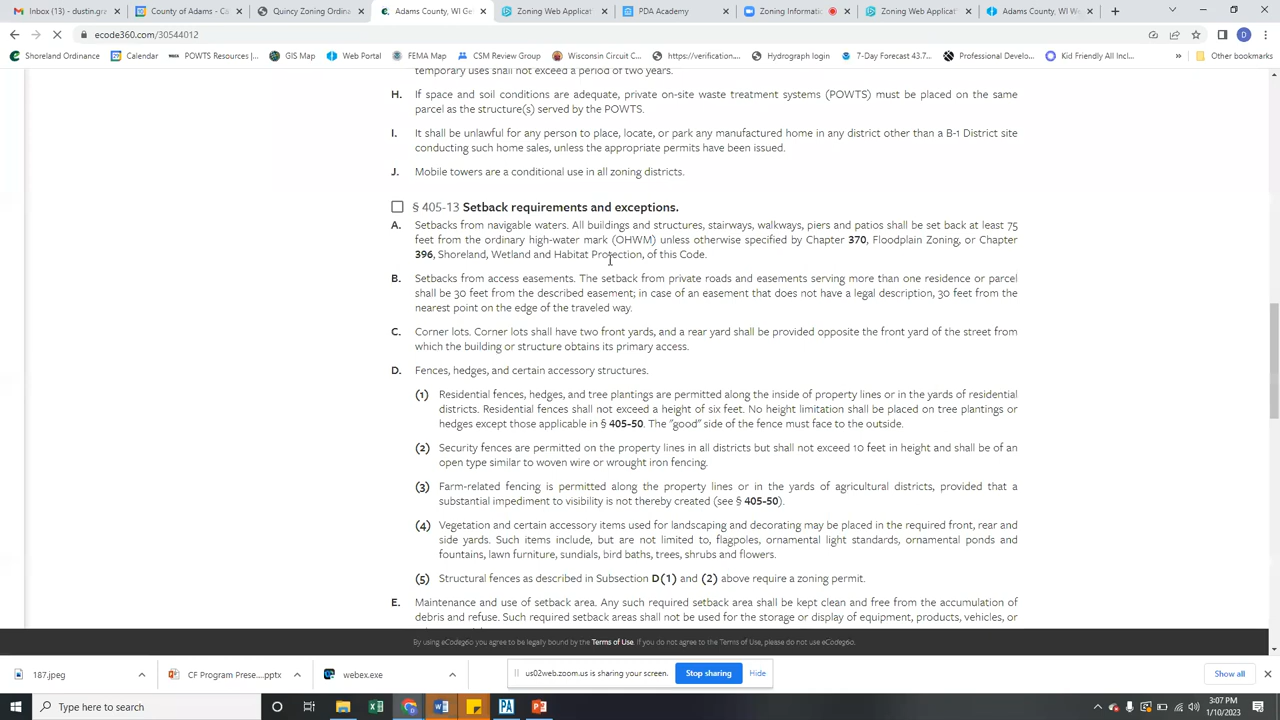 Inbox (13) - dustin.gra
County of Adams - Ca
Quincy Zoning Ordina
Adams County, WI Ge
Zoning Web Applicat
PDA Academy
Zoning Informatic
Zoning Web Applicat
Adams County, WI We
ecode360.com/30544012
D
Shoreland Ordinance
Calendar
POWTS Resources |...
GIS Map
Web Portal
FEMA Map
CSM Review Group
Wisconsin Circuit C...
https://verification....
Hydrograph login
7-Day Forecast 43.7...
Professional Develo...
Kid Friendly All Incl...
»
Other bookmarks
temporary uses shall not exceed a period of two years.
H. If space and soil conditions are adequate, private on-site waste treatment systems (POWTS) must be placed on the same
parcel as the structure(s) served by the POWTS.
I. It shall be unlawful for any person to place, locate, or park any manufactured home in any district other than a B-1 District site
conducting such home sales, unless the appropriate permits have been issued.
J. Mobile towers are a conditional use in all zoning districts.
§ 405-13 Setback requirements and exceptions.
A. Setbacks from navigable waters. All buildings and structures, stairways, walkways, piers and patios shall be set back at least 75
feet from the ordinary high-water mark (OHWM) unless otherwise specified by Chapter 370, Floodplain Zoning, or Chapter
396, Shoreland, Wetland and Habitat Protection, of this Code.
B. Setbacks from access easements. The setback from private roads and easements serving more than one residence or parcel
shall be 30 feet from the described easement; in case of an easement that does not have a legal description, 30 feet from the
nearest point on the edge of the traveled way.
C. Corner lots. Corner lots shall have two front yards, and a rear yard shall be provided opposite the front yard of the street from
which the building or structure obtains its primary access.
D. Fences, hedges, and certain accessory structures.
(1) Residential fences, hedges, and tree plantings are permitted along the inside of property lines or in the yards of residential
districts. Residential fences shall not exceed a height of six feet. No height limitation shall be placed on tree plantings or
hedges except those applicable in § 405-50. The "good" side of the fence must face to the outside.
(2) Security fences are permitted on the property lines in all districts but shall not exceed 10 feet in height and shall be of an
open type similar to woven wire or wrought iron fencing.
(3) Farm-related fencing is permitted along the property lines or in the yards of agricultural districts, provided that a
substantial impediment to visibility is not thereby created (see § 405-50).
(4) Vegetation and certain accessory items used for landscaping and decorating may be placed in the required front, rear and
side yards. Such items include, but are not limited to, flagpoles, ornamental light standards, ornamental ponds and
fountains, lawn furniture, sundials, bird baths, trees, shrubs and flowers.
(5) Structural fences as described in Subsection D(1) and (2) above require a zoning permit.
E. Maintenance and use of setback area. Any such required setback area shall be kept clean and free from the accumulation of
debris and refuse. Such required setback areas shall not be used for the storage or display of equipment, products, vehicles, or
By using eCode360 you agree to be legally bound by the Terms of Use. If you do not agree to the Terms of Use, please do not use eCode360.
187.jpeg
CF Program Prese....pptx
webex.exe
us02web.zoom.us is sharing your screen.
Stop sharing
Hide
Show all
Type here to search
PA
3:07 PM
1/10/2023